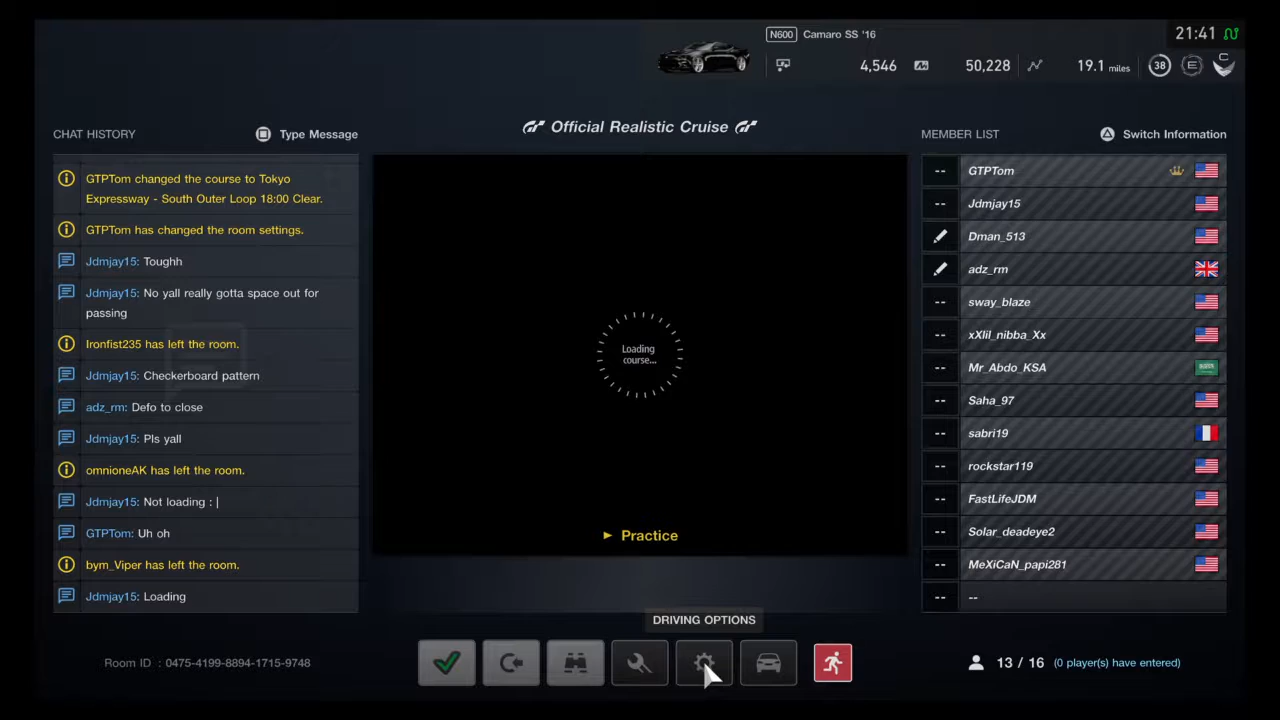 N600 Camaro SS '16
21:41
4,546
50,228
19.1 miles
38
E
C
CHAT HISTORY
Type Message
GT Official Realistic Cruise GT
MEMBER LIST
Switch Information
GTPTom changed the course to Tokyo
Expressway - South Outer Loop 18:00 Clear.
GTPTom has changed the room settings.
Jdmjay15: Toughh
Jdmjay15: No yall really gotta space out for
passing
Ironfist235 has left the room.
Jdmjay15: Checkerboard pattern
adz_rm: Defo to close
Jdmjay15: Pls yall
omnioneAK has left the room.
Jdmjay15: Not loading : |
GTPTom: Uh oh
bym_Viper has left the room.
Jdmjay15: Loading
Loading
course...
Practice
-- GTPTom
-- Jdmjay15
Dman_513
adz_rm
-- sway_blaze
-- xXlil_nibba_Xx
-- Mr_Abdo_KSA
-- Saha_97
-- sabri19
-- rockstar119
-- FastLifeJDM
-- Solar_deadeye2
-- MeXiCaN_papi281
-- --
DRIVING OPTIONS
Room ID : 0475-4199-8894-1715-9748
13 / 16 (0 player(s) have entered)